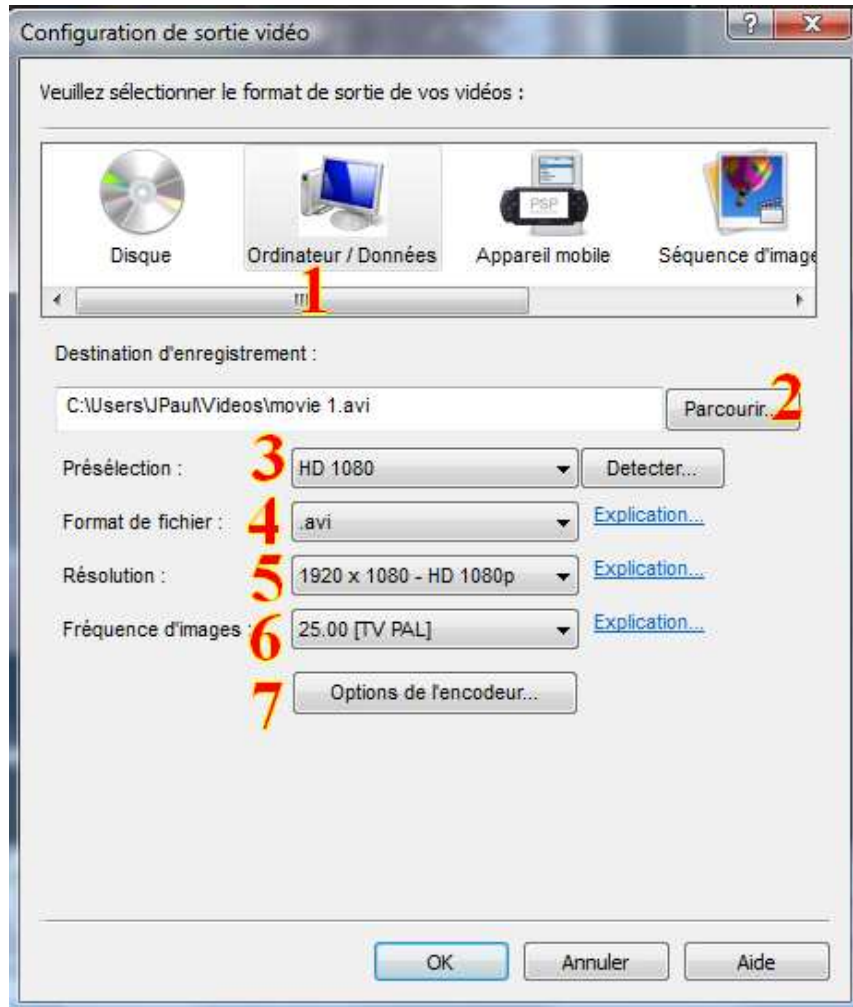 Configuration de sortie vidéo
Veuillez sélectionner le format de sortie de vos vidéos :
PSP
Disque Ordinateur / Données Appareil mobile Séquence d'image
1
Destination d'enregistrement :
C:\Users\JPaul\Videos\movie 1.avi Parcourir... 2
Présélection : 3 HD 1080 Detecter...
Format de fichier : 4 .avi Explication...
Résolution : 5 1920 x 1080 - HD 1080p Explication...
Fréquence d'images : 6 25.00 [TV PAL] Explication...
7 Options de l'encodeur...
OK Annuler Aide